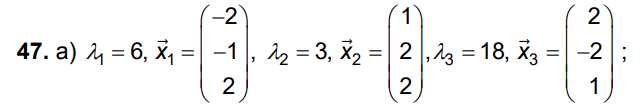 47. a) λ₁ = 6, x⃗₁ = (−2 −1 2), λ₂ = 3, x⃗₂ = (1 2 2), λ₃ = 18, x⃗₃ = (2 −2 1);